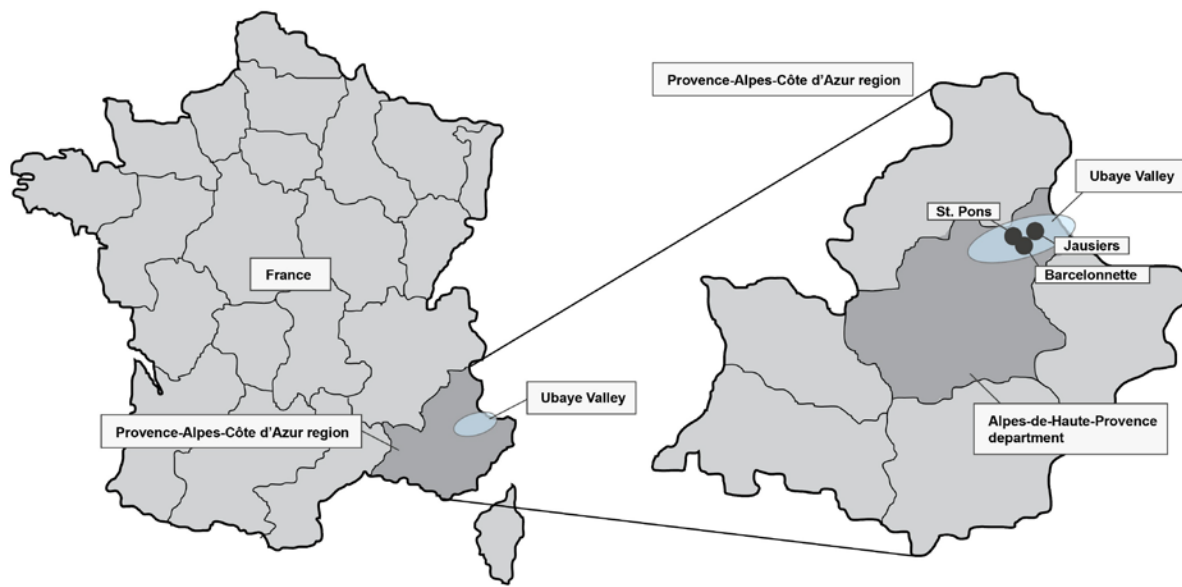 France
Provence-Alpes-Côte d'Azur region
Ubaye Valley
Provence-Alpes-Côte d'Azur region
Ubaye Valley
St. Pons
Jausiers
Barcelonnette
Alpes-de-Haute-Provence
department